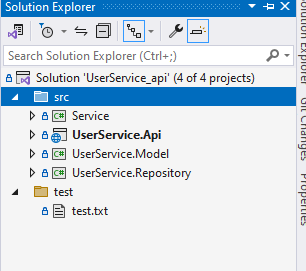 Solution Explorer
Search Solution Explorer (Ctrl+;)
Solution 'UserService_api' (4 of 4 projects)
src
C# Service
UserService.Api
C# UserService.Model
C# UserService.Repository
test
test.txt
Solution Explorer
Git Changes
Properties